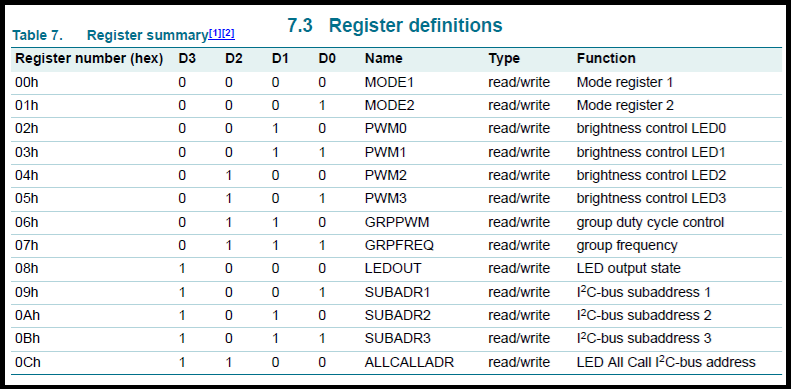 7.3 Register definitions
Table 7. Register summary[1][2]
Register number (hex) D3 D2 D1 D0 Name Type Function
00h 0 0 0 0 MODE1 read/write Mode register 1
01h 0 0 0 1 MODE2 read/write Mode register 2
02h 0 0 1 0 PWM0 read/write brightness control LED0
03h 0 0 1 1 PWM1 read/write brightness control LED1
04h 0 1 0 0 PWM2 read/write brightness control LED2
05h 0 1 0 1 PWM3 read/write brightness control LED3
06h 0 1 1 0 GRPPWM read/write group duty cycle control
07h 0 1 1 1 GRPFREQ read/write group frequency
08h 1 0 0 0 LEDOUT read/write LED output state
09h 1 0 0 1 SUBADR1 read/write I²C-bus subaddress 1
0Ah 1 0 1 0 SUBADR2 read/write I²C-bus subaddress 2
0Bh 1 0 1 1 SUBADR3 read/write I²C-bus subaddress 3
0Ch 1 1 0 0 ALLCALLADR read/write LED All Call I²C-bus address